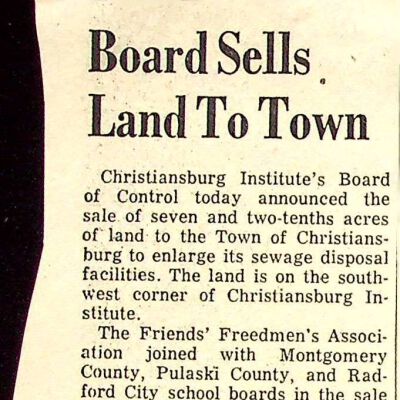 Board Sells
Land To Town
Christiansburg Institute's Board
of Control today announced the
sale of seven and two-tenths acres
of land to the Town of Christians-
burg to enlarge its sewage disposal
facilities. The land is on the south-
west corner of Christiansburg In-
stitute.
The Friends' Freedmen's Associ-
ation joined with Montgomery
County, Pulaski County, and Rad-
ford City school boards in the sale